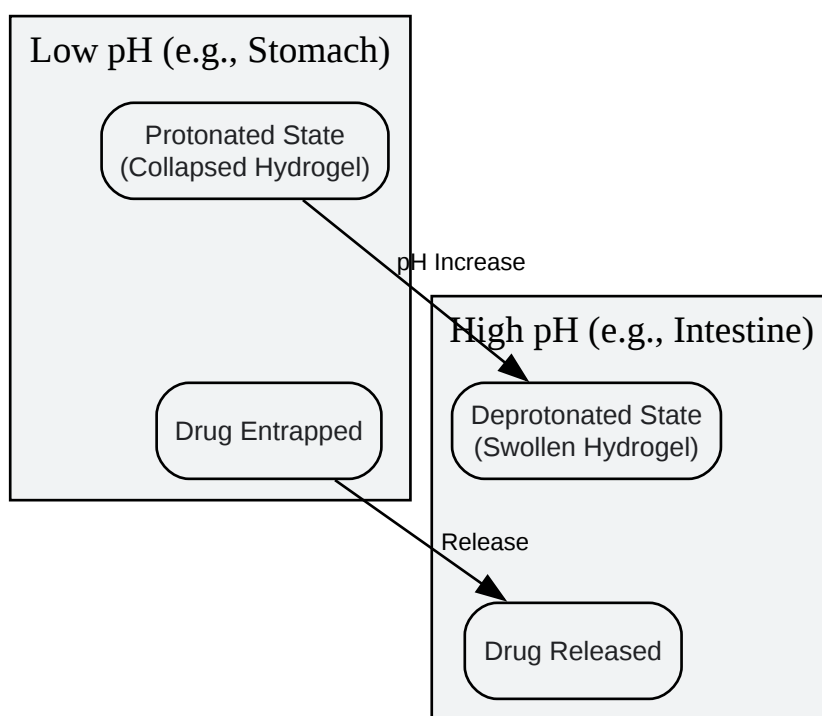 Low pH (e.g., Stomach)
Protonated State
(Collapsed Hydrogel)
pH Increase
High pH (e.g., Intestine)
Drug Entrapped
Deprotonated State
(Swollen Hydrogel)
Release
Drug Released